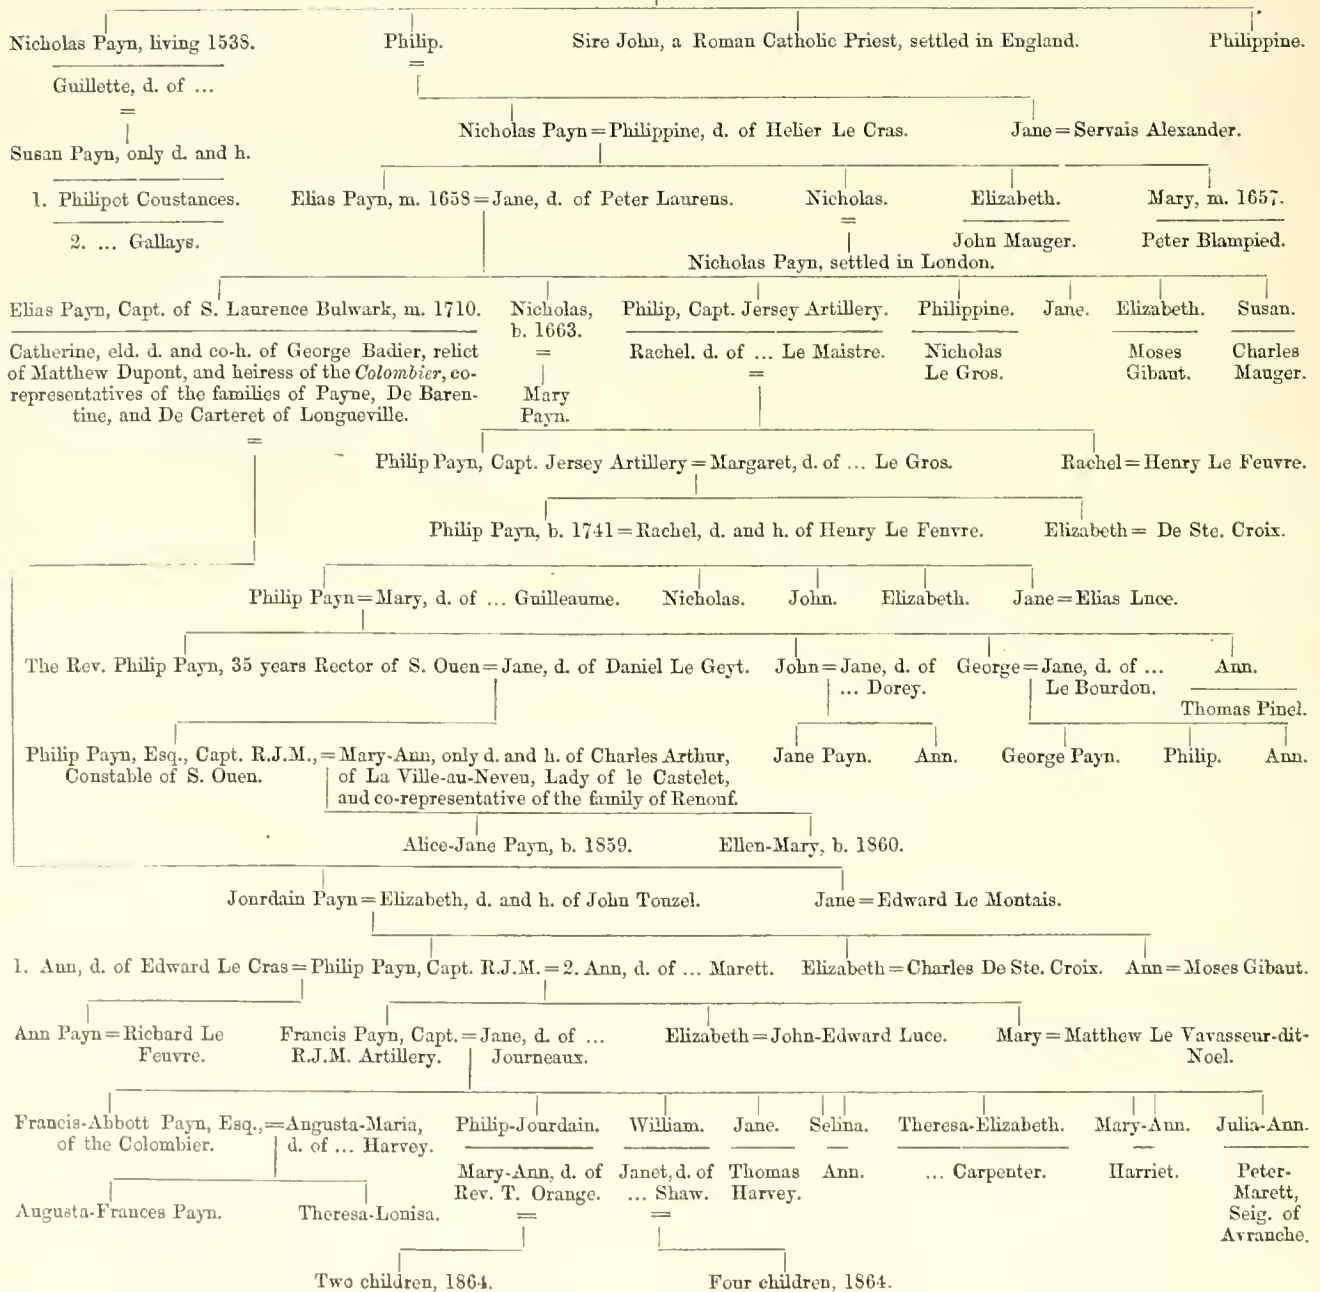 Nicholas Payn, living 1538. Philip. Sire John, a Roman Catholic Priest, settled in England. Philippine.
=
Guillette, d. of ...
=
Nicholas Payn = Philippine, d. of Helier Le Cras. Jane = Servais Alexander.
Susan Payn, only d. and h.
1. Philipot Coustances. Elias Payn, m. 1658 = Jane, d. of Peter Laurens. Nicholas. Elizabeth. Mary, m. 1657.
=
2. ... Gallays. John Mauger. Peter Blampied.
Nicholas Payn, settled in London.
Elias Payn, Capt. of S. Laurence Bulwark, m. 1710. Nicholas, Philip, Capt. Jersey Artillery. Philippine. Jane. Elizabeth. Susan.
b. 1663.
Catherine, eld. d. and co-h. of George Badier, relict = Rachel. d. of ... Le Maistre. Nicholas Moses Charles
of Matthew Dupont, and heiress of the Colombier, co- = Le Gros. Gibaut. Mauger.
representatives of the families of Payne, De Baren- Mary
tine, and De Carteret of Longueville. Payn.
=
Philip Payn, Capt. Jersey Artillery = Margaret, d. of ... Le Gros. Rachel = Henry Le Feuvre.
Philip Payn, b. 1741 = Rachel, d. and h. of Henry Le Fenvre. Elizabeth = De Ste. Croix.
Philip Payn = Mary, d. of ... Guilleaume. Nicholas. John. Elizabeth. Jane = Elias Luce.
The Rev. Philip Payn, 35 years Rector of S. Ouen = Jane, d. of Daniel Le Geyt. John = Jane, d. of George = Jane, d. of ... Ann.
... Dorey. Le Bourdon.
Thomas Pinel.
Philip Payn, Esq., Capt. R.J.M., = Mary-Ann, only d. and h. of Charles Arthur, Jane Payn. Ann. George Payn. Philip. Ann.
Constable of S. Ouen. of La Ville-au-Neveu, Lady of le Castelet,
and co-representative of the family of Renouf.
Alice-Jane Payn, b. 1859. Ellen-Mary, b. 1860.
Jourdain Payn = Elizabeth, d. and h. of John Touzel. Jane = Edward Le Montais.
1. Ann, d. of Edward Le Cras = Philip Payn, Capt. R.J.M. = 2. Ann, d. of ... Marett. Elizabeth = Charles De Ste. Croix. Ann = Moses Gibaut.
Ann Payn = Richard Le Francis Payn, Capt. = Jane, d. of ... Elizabeth = John-Edward Luce. Mary = Matthew Le Vavasseur-dit-
Feuvre. R.J.M. Artillery. Journeaux. Noel.
Francis-Abbott Payn, Esq., = Angusta-Maria, Philip-Jourdain. William. Jane. Selina. Theresa-Elizabeth. Mary-Ann. Julia-Ann.
of the Colombier. d. of ... Harvey.
Mary-Ann, d. of Janet, d. of Thomas Ann. ... Carpenter. Harriet. Peter-
Rev. T. Orange. ... Shaw. Harvey. Marett,
Augusta-Frances Payn. Theresa-Louisa. = = Seig. of
Avranche.
Two children, 1864. Four children, 1864.